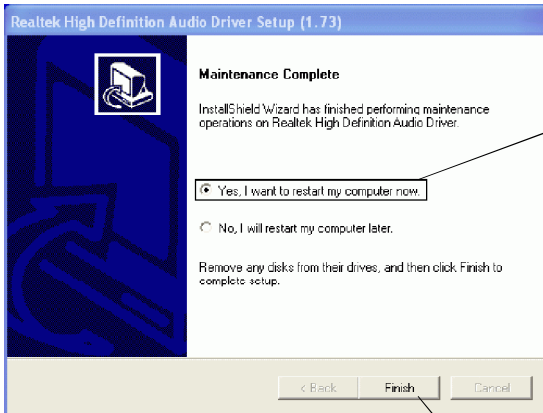 Realtek High Definition Audio Driver Setup (1.73)
Maintenance Complete
InstallShield Wizard has finished performing maintenance
operations on Realtek High Definition Audio Driver.
Yes, I want to restart my computer now.
No, I will restart my computer later.
Remove any disks from their drives, and then click Finish to
complete setup.
< Back Finish Cancel